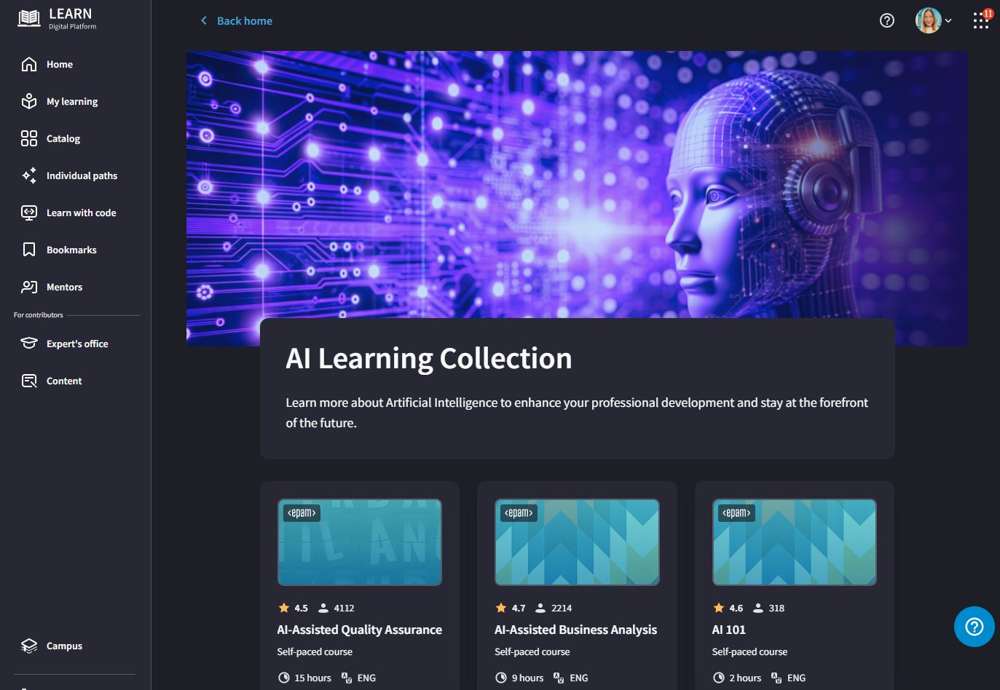 LEARN
Digital Platform
Back home
11
Home
My learning
Catalog
Individual paths
Learn with code
Bookmarks
Mentors
For contributors
Expert's office
Content
Campus
AI Learning Collection
Learn more about Artificial Intelligence to enhance your professional development and stay at the forefront
of the future.
<epam>
4.5 4112
AI-Assisted Quality Assurance
Self-paced course
15 hours ENG
<epam>
4.7 2214
AI-Assisted Business Analysis
Self-paced course
9 hours ENG
<epam>
4.6 318
AI 101
Self-paced course
2 hours ENG